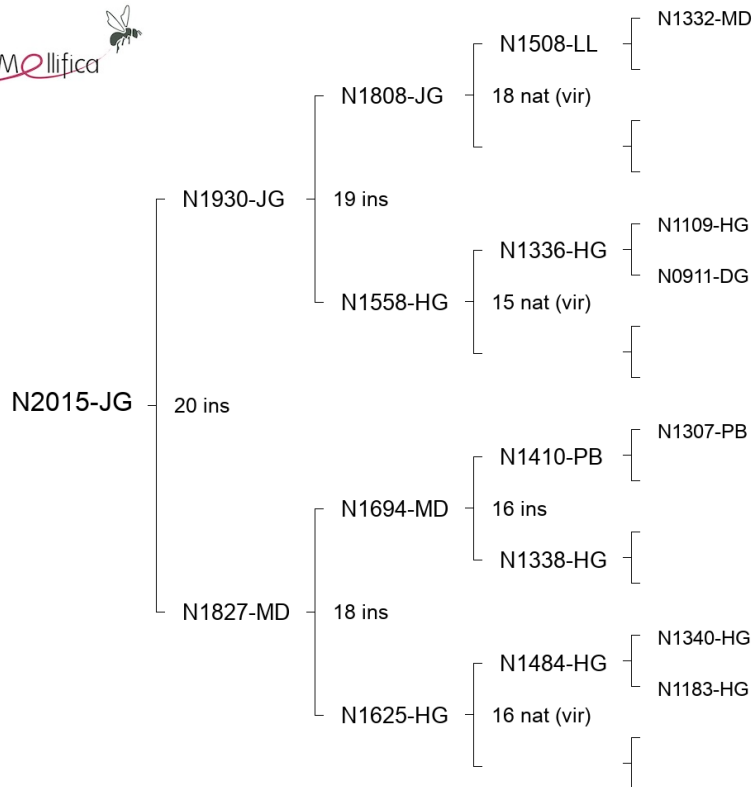 Mellifica
N1332-MD
N1508-LL
N1808-JG
18 nat (vir)
N1930-JG
19 ins
N1109-HG
N1336-HG
N0911-DG
N1558-HG
15 nat (vir)
N2015-JG
20 ins
N1307-PB
N1410-PB
N1694-MD
16 ins
N1338-HG
N1827-MD
18 ins
N1340-HG
N1484-HG
N1183-HG
N1625-HG
16 nat (vir)